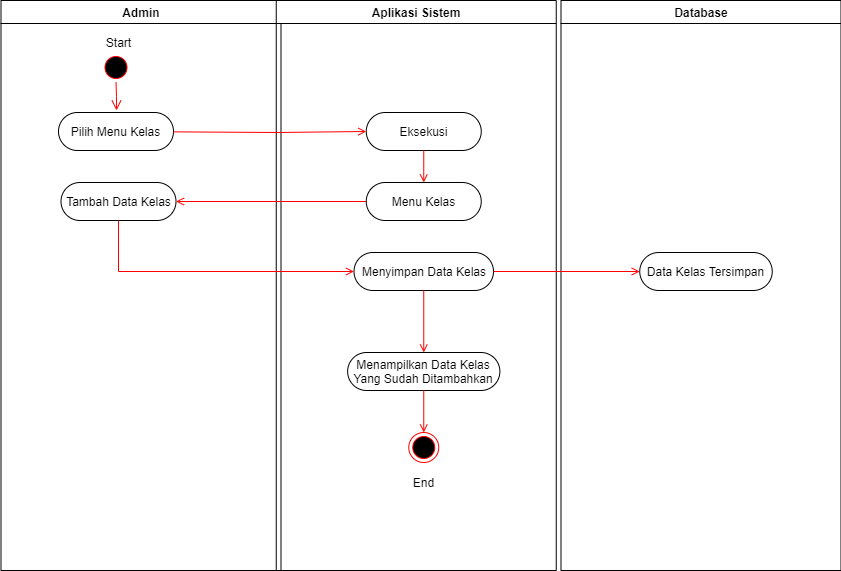 Admin
Aplikasi Sistem
Database
Start
Pilih Menu Kelas
Eksekusi
Tambah Data Kelas
Menu Kelas
Menyimpan Data Kelas
Data Kelas Tersimpan
Menampilkan Data Kelas
Yang Sudah Ditambahkan
End